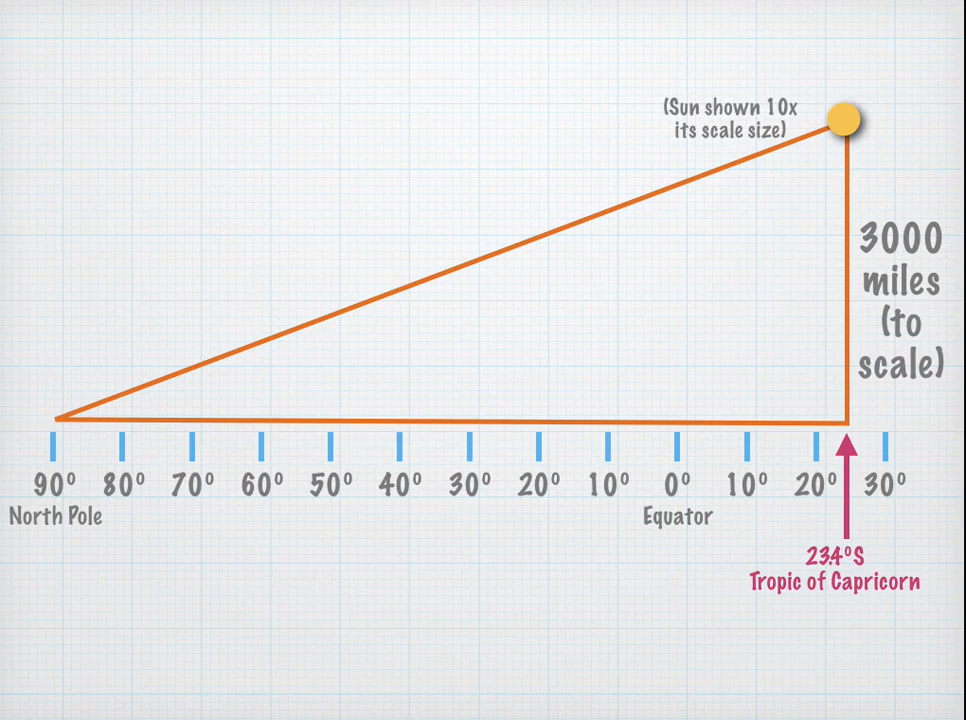 (Sun shown 10x
its scale size)
3000
miles
(to
scale)
90° 80° 70° 60° 50° 40° 30° 20° 10° 0° 10° 20° 30°
North Pole
Equator
23.4°S
Tropic of Capricorn